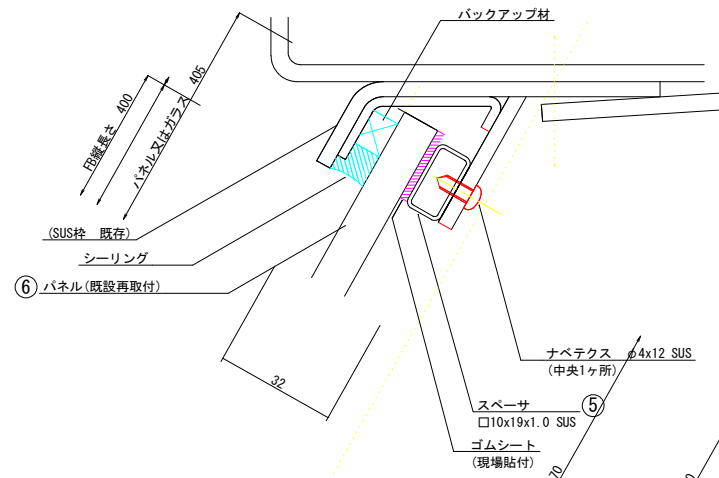 バックアップ材
FB縦長さ 400
パネル又はガラス 405
(SUS枠 既存)
シーリング
⑥ パネル(既設再取付)
32
ナベテクス φ4x12 SUS
(中央1ヶ所)
スペーサ ⑤
□10x19x1.0 SUS
ゴムシート
(現場貼付)
70